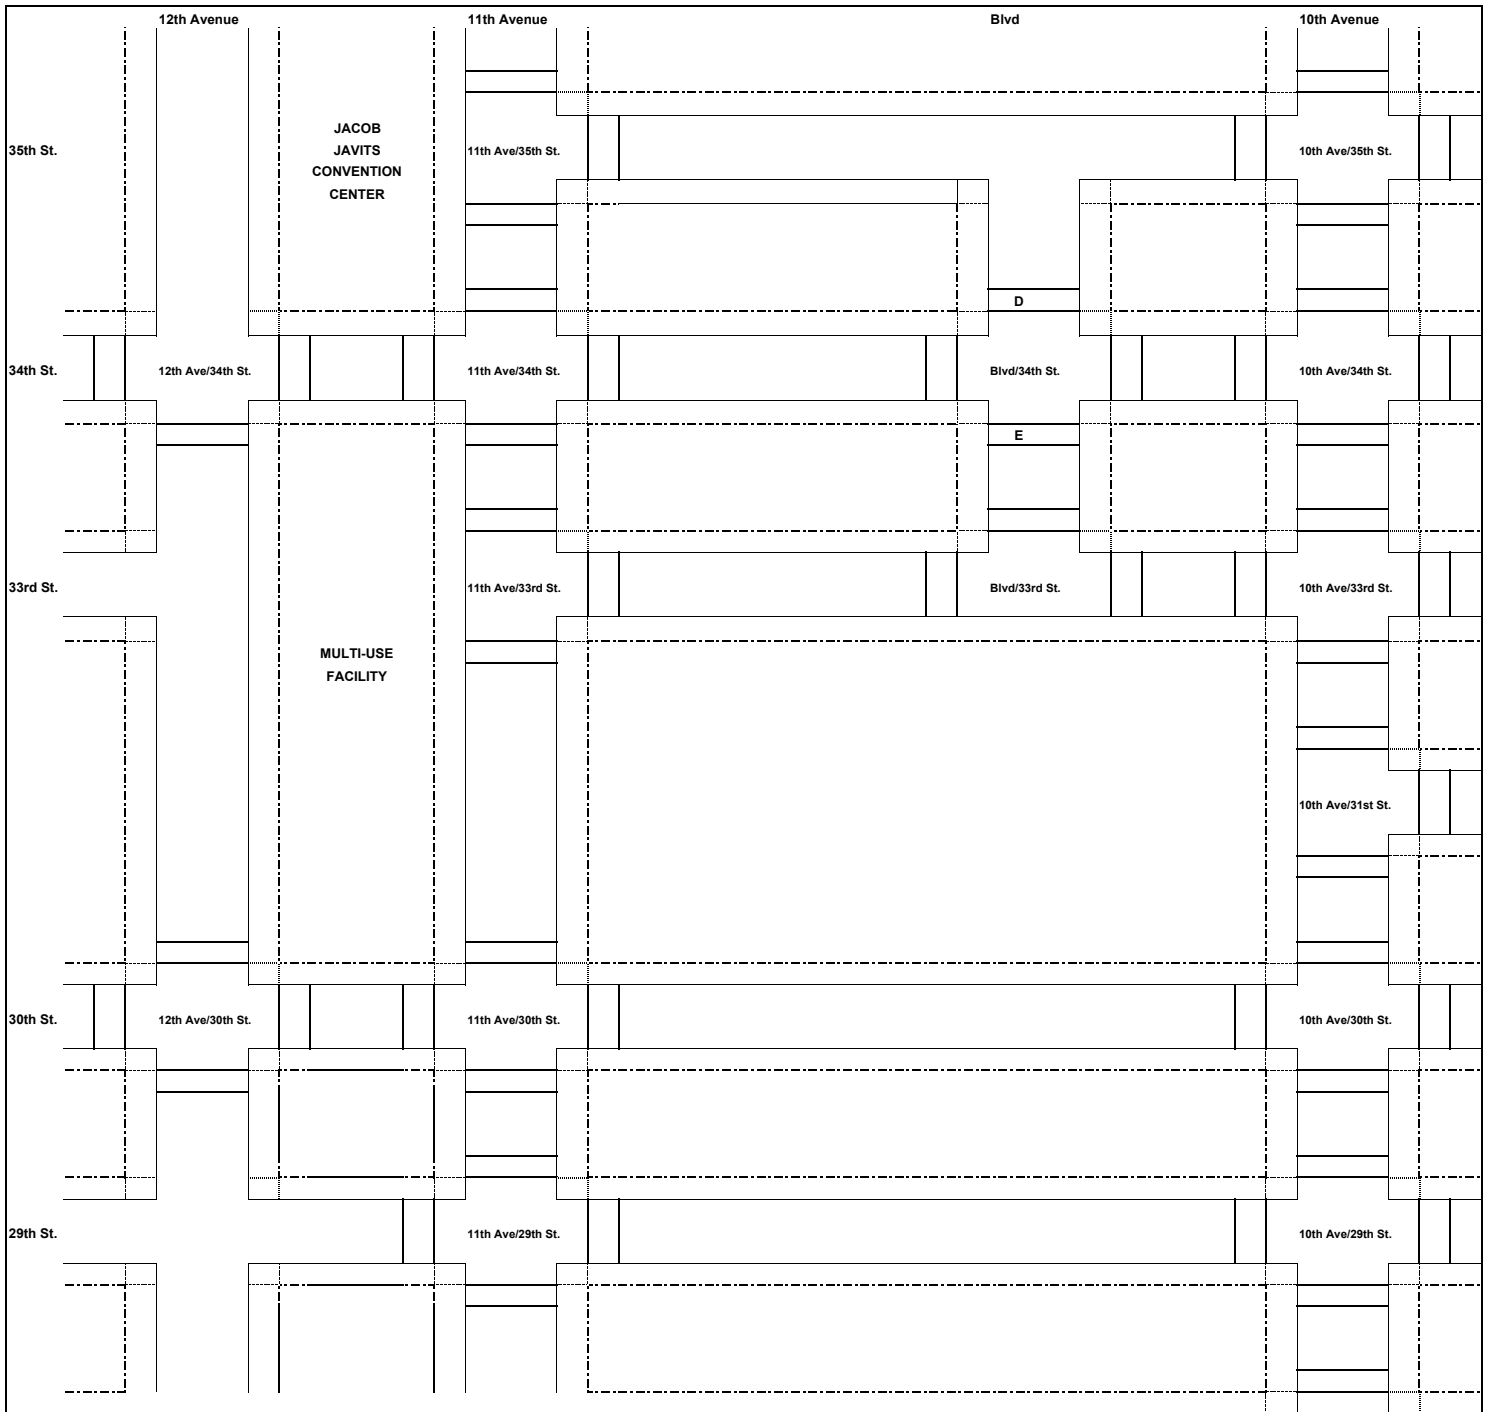 12th Avenue 11th Avenue Blvd 10th Avenue
JACOB
JAVITS
CONVENTION
CENTER
35th St. 11th Ave/35th St. 10th Ave/35th St.
D
34th St. 12th Ave/34th St. 11th Ave/34th St. Blvd/34th St. 10th Ave/34th St.
E
33rd St. 11th Ave/33rd St. Blvd/33rd St. 10th Ave/33rd St.
MULTI-USE
FACILITY
10th Ave/31st St.
30th St. 12th Ave/30th St. 11th Ave/30th St. 10th Ave/30th St.
29th St. 11th Ave/29th St. 10th Ave/29th St.